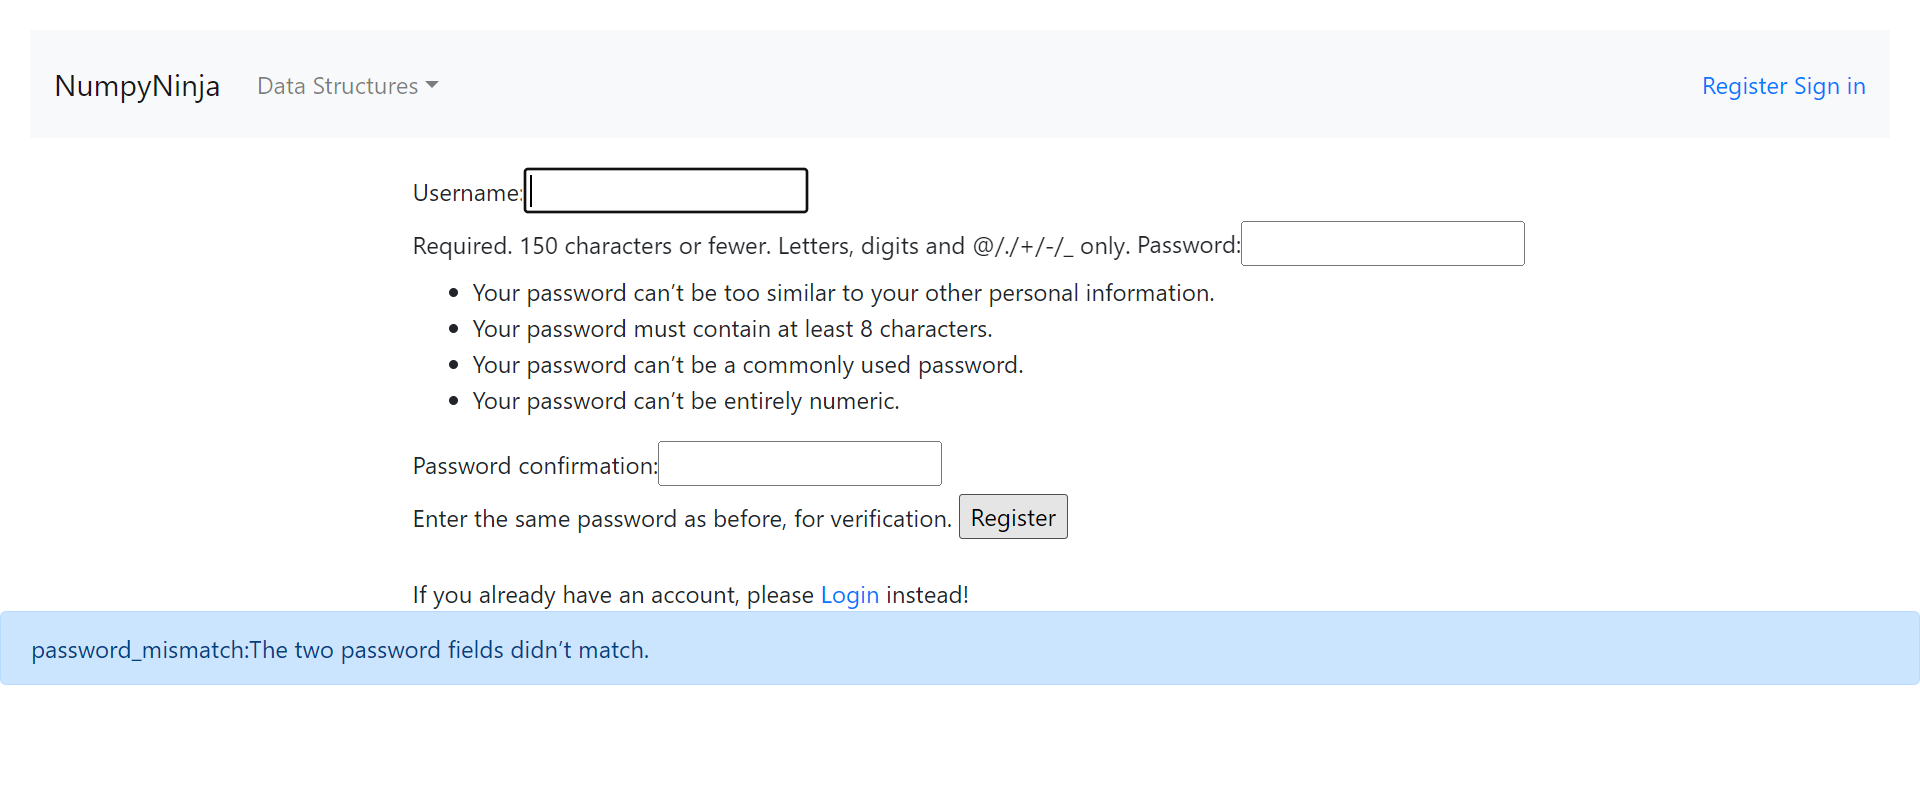 NumpyNinja Data Structures Register Sign in
Username:
Required. 150 characters or fewer. Letters, digits and @/./+/-/_ only. Password:
Your password can’t be too similar to your other personal information.
Your password must contain at least 8 characters.
Your password can’t be a commonly used password.
Your password can’t be entirely numeric.
Password confirmation:
Enter the same password as before, for verification. Register
If you already have an account, please Login instead!
password_mismatch:The two password fields didn’t match.